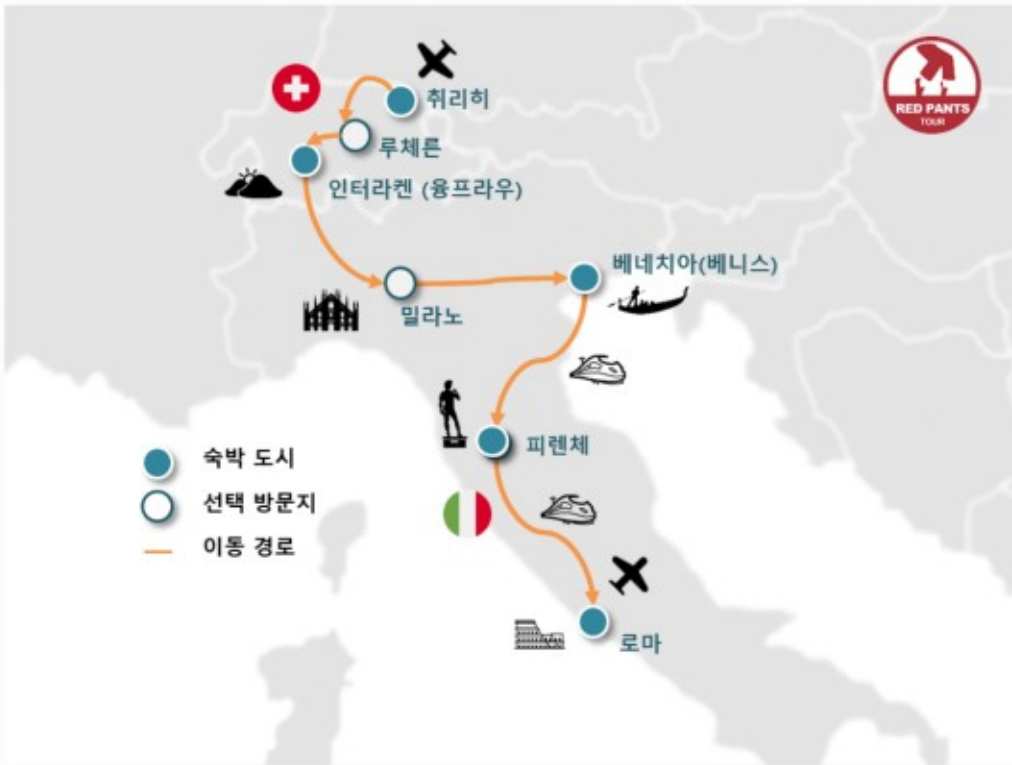 RED PANTS
TOUR
취리히
루체른
인터라켄 (융프라우)
베네치아(베니스)
밀라노
피렌체
숙박 도시
선택 방문지
이동 경로
로마